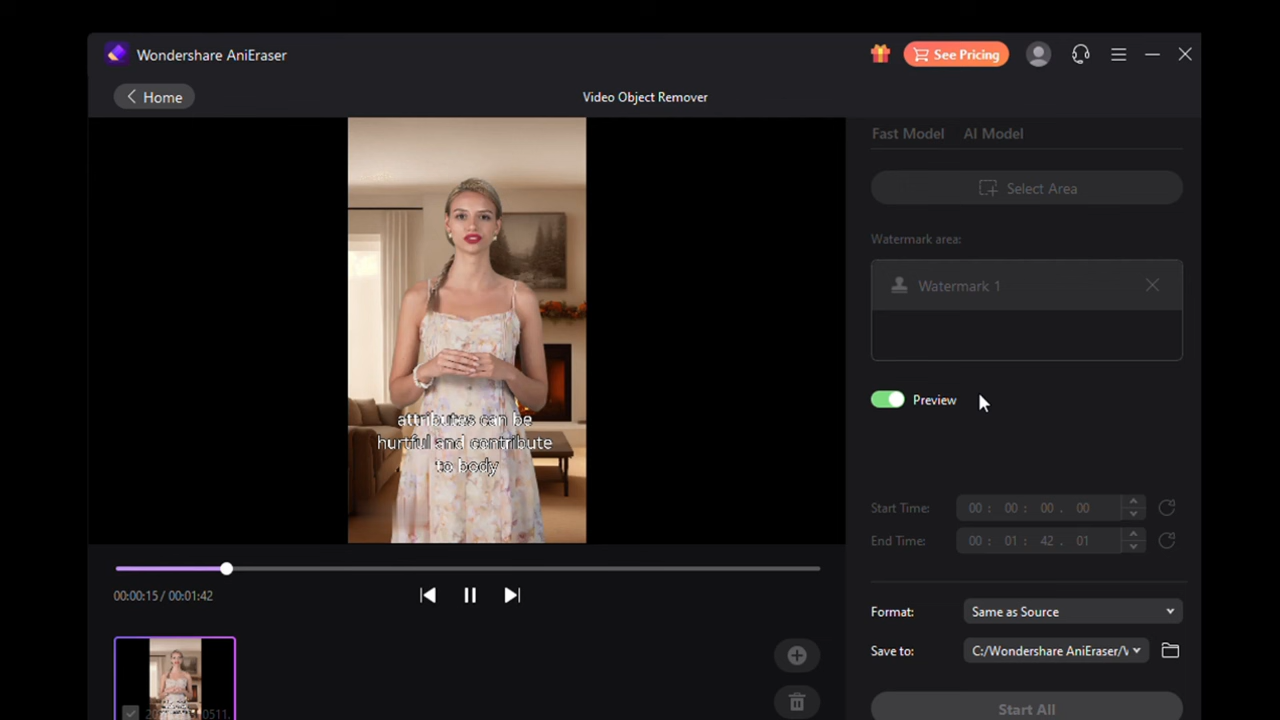 Wondershare AniEraser
See Pricing
Home
Video Object Remover
Fast Model
AI Model
Select Area
Watermark area:
Watermark 1
Preview
attributes can be
hurtful and contribute
to body
Start Time:
00 : 00 : 00 . 00
End Time:
00 : 01 : 42 . 01
00:00:15 / 00:01:42
Format:
Same as Source
Save to:
C:/Wondershare AniEraser/
Start All